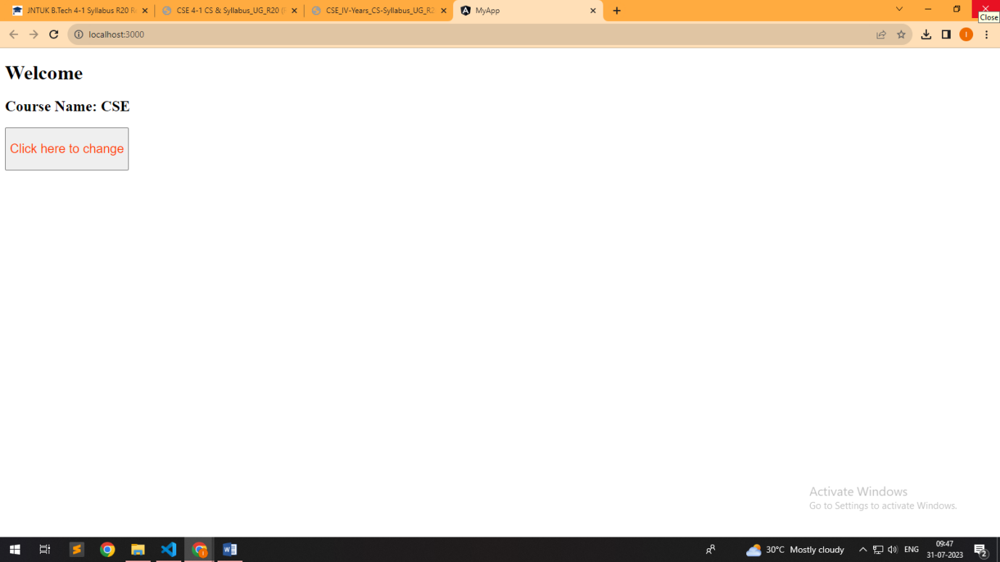 JNTUK B.Tech 4-1 Syllabus R20 Re
CSE 4-1 CS & Syllabus_UG_R20 (F
CSE_IV-Years_CS-Syllabus_UG_R2
MyApp
Close
localhost:3000
I
Welcome
Course Name: CSE
Click here to change
Activate Windows
Go to Settings to activate Windows.
30°C Mostly cloudy
ENG
09:47
31-07-2023
2